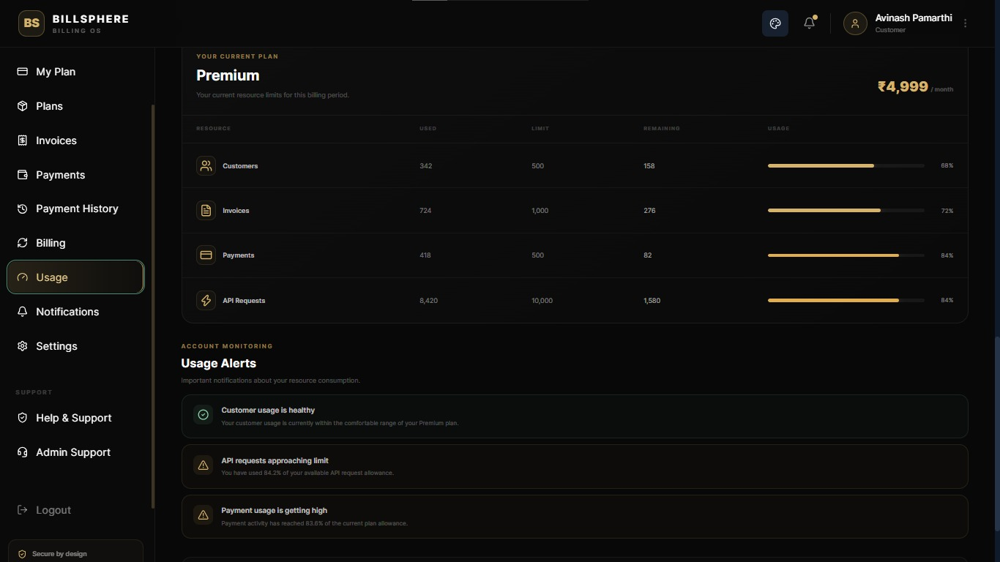 BS
BILLSPHERE
BILLING OS
Avinash Pamarthi
Customer
My Plan
Plans
Invoices
Payments
Payment History
Billing
Usage
Notifications
Settings
SUPPORT
Help & Support
Admin Support
Logout
Secure by design
YOUR CURRENT PLAN
Premium
Your current resource limits for this billing period.
₹4,999 / month
RESOURCE USED LIMIT REMAINING USAGE
Customers 342 500 158 68%
Invoices 724 1,000 276 72%
Payments 418 500 82 84%
API Requests 8,420 10,000 1,580 84%
ACCOUNT MONITORING
Usage Alerts
Important notifications about your resource consumption.
Customer usage is healthy
Your customer usage is currently within the comfortable range of your Premium plan.
API requests approaching limit
You have used 84.2% of your available API request allowance.
Payment usage is getting high
Payment activity has reached 83.6% of the current plan allowance.